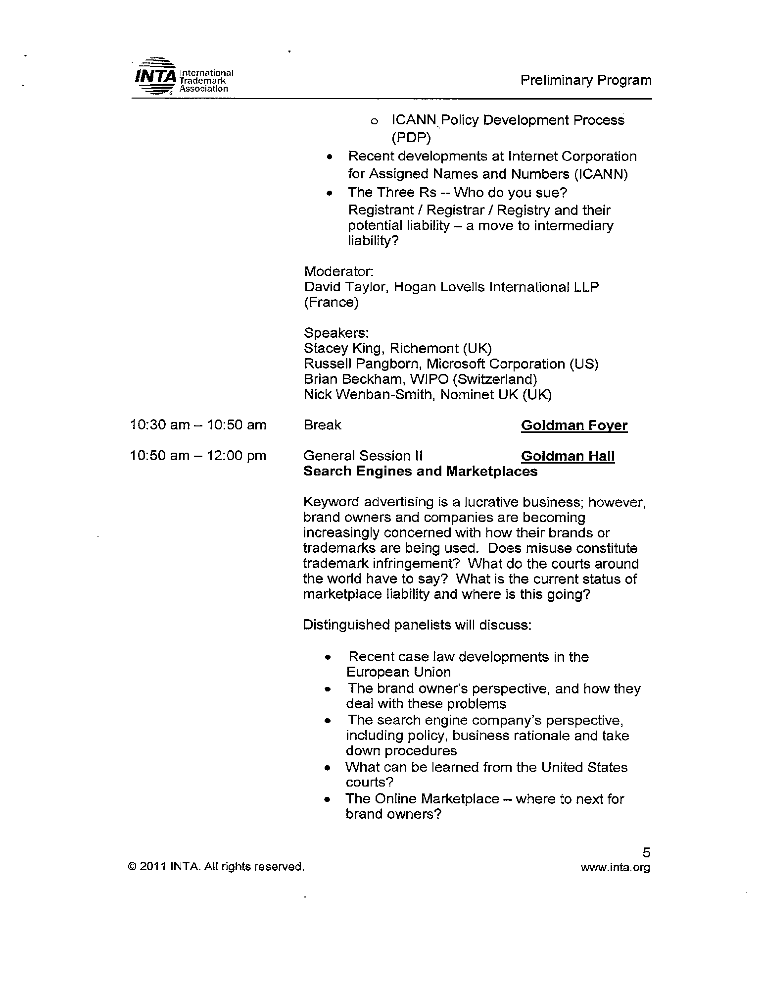 INTA International
Trademark
Association
Preliminary Program
o ICANN Policy Development Process
(PDP)
• Recent developments at Internet Corporation
for Assigned Names and Numbers (ICANN)
• The Three Rs -- Who do you sue?
Registrant / Registrar / Registry and their
potential liability – a move to intermediary
liability?
Moderator:
David Taylor, Hogan Lovells International LLP
(France)
Speakers:
Stacey King, Richemont (UK)
Russell Pangborn, Microsoft Corporation (US)
Brian Beckham, WIPO (Switzerland)
Nick Wenban-Smith, Nominet UK (UK)
10:30 am – 10:50 am Break Goldman Foyer
10:50 am – 12:00 pm General Session II Goldman Hall
Search Engines and Marketplaces
Keyword advertising is a lucrative business; however,
brand owners and companies are becoming
increasingly concerned with how their brands or
trademarks are being used. Does misuse constitute
trademark infringement? What do the courts around
the world have to say? What is the current status of
marketplace liability and where is this going?
Distinguished panelists will discuss:
• Recent case law developments in the
European Union
• The brand owner's perspective, and how they
deal with these problems
• The search engine company's perspective,
including policy, business rationale and take
down procedures
• What can be learned from the United States
courts?
• The Online Marketplace – where to next for
brand owners?
5
© 2011 INTA. All rights reserved. www.inta.org